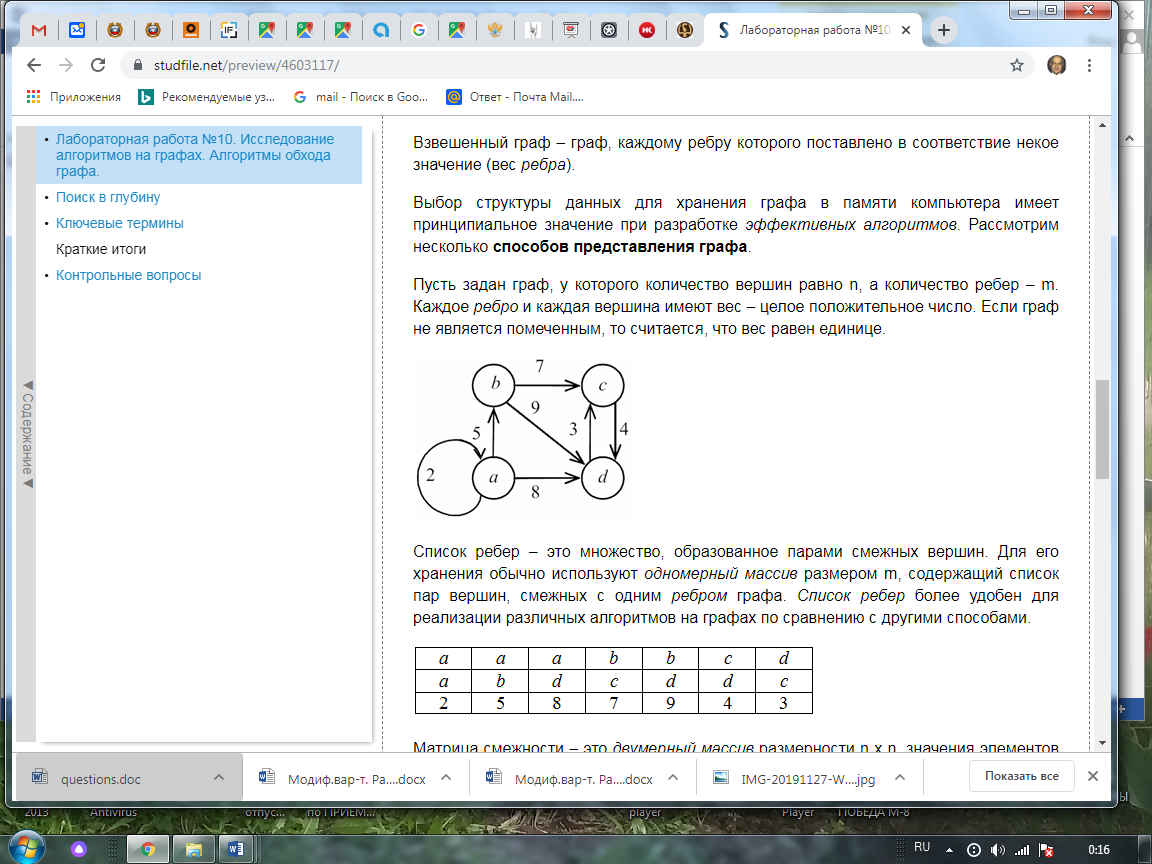 Лабораторная работа №10
studfile.net/preview/4603117/
Приложения
Рекомендуемые уз...
mail - Поиск в Goo...
Ответ - Почта Mail....
Лабораторная работа №10. Исследование
алгоритмов на графах. Алгоритмы обхода
графа.
Поиск в глубину
Ключевые термины
Краткие итоги
Контрольные вопросы
Содержание
Взвешенный граф – граф, каждому ребру которого поставлено в соответствие некое
значение (вес ребра).
Выбор структуры данных для хранения графа в памяти компьютера имеет
принципиальное значение при разработке эффективных алгоритмов. Рассмотрим
несколько способов представления графа.
Пусть задан граф, у которого количество вершин равно n, а количество ребер – m.
Каждое ребро и каждая вершина имеют вес – целое положительное число. Если граф
не является помеченным, то считается, что вес равен единице.
7
b c
9
5 3 4
2 a d
8
Список ребер – это множество, образованное парами смежных вершин. Для его
хранения обычно используют одномерный массив размером m, содержащий список
пар вершин, смежных с одним ребром графа. Список ребер более удобен для
реализации различных алгоритмов на графах по сравнению с другими способами.
a a a b b c d
a b d c d d c
2 5 8 7 9 4 3
Матрица смежности – это двумерный массив размерности n x n, значения элементов
questions.doc
Модиф.вар-т. Ра....docx
Модиф.вар-т. Ра....docx
IMG-20191127-W....jpg
Показать все
2013 Antivirus отпус... по ПРИЕМ... player Player ПОБЕДА М-8
RU
0:16